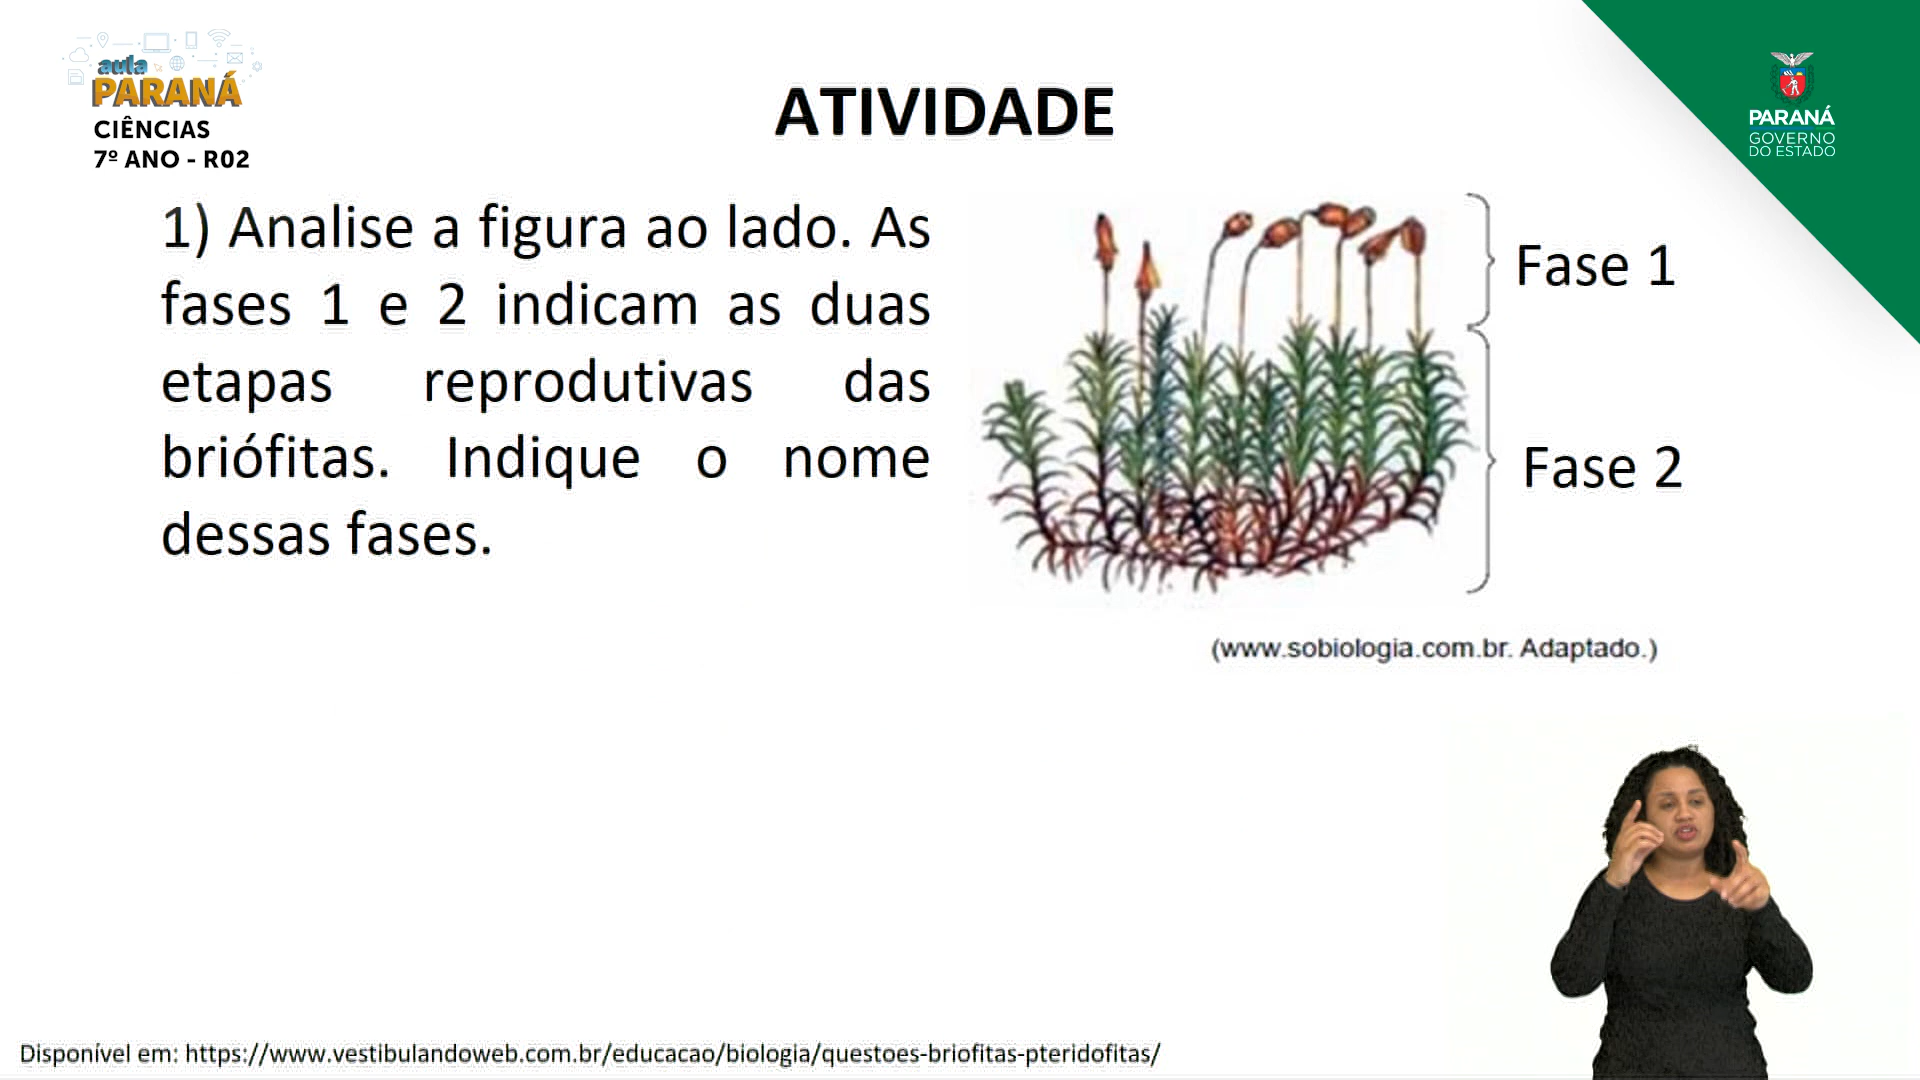 aula
PARANÁ
CIÊNCIAS
7º ANO - R02
ATIVIDADE
PARANÁ
GOVERNO
DO ESTADO
1) Analise a figura ao lado. As
fases 1 e 2 indicam as duas
etapas reprodutivas das
briófitas. Indique o nome
dessas fases.
Fase 1
Fase 2
(www.sobiologia.com.br. Adaptado.)
Disponível em: https://www.vestibulandoweb.com.br/educacao/biologia/questoes-briofitas-pteridofitas/